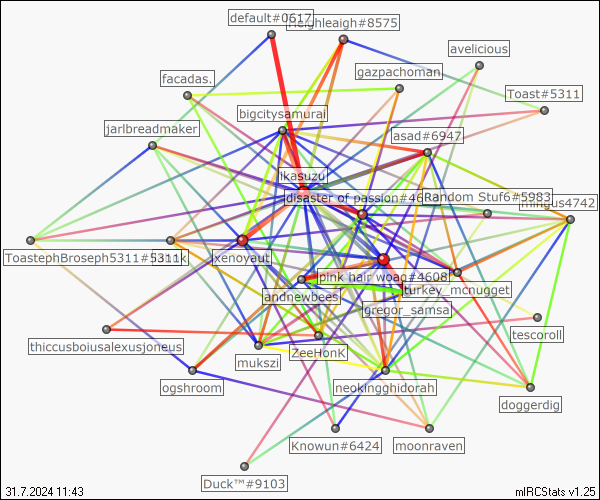 default#0617
Heighleaigh#8575
avelicious
gazpachoman
facadas.
Toast#5311
bigcitysamurai
jarlbreadmaker
asad#6947
ikasuzu
disaster of passion#46
Random Stuf6#5983
mingus4742
ToastephBroseph5311#5311
xenoyaut
pink hair woag#4608
turkey_mcnugget
andnewbees
gregor_samsa
tescoroll
thiccusboiusalexusjoneus
ZeeHonK
mukszi
ogshroom
neokingghidorah
doggerdig
Knowun#6424
moonraven
Duck™#9103
31.7.2024 11:43
mIRCStats v1.25